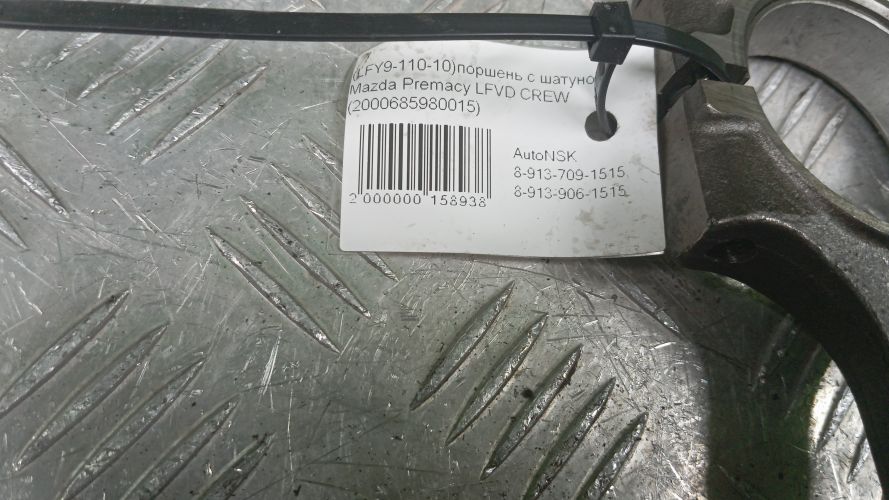 (LFY9-110-10)поршень с шатуно
Mazda Premacy LFVD CREW
(2000685980015)
2 000000 158938
AutoNSK
8-913-709-1515,
8-913-906-1515